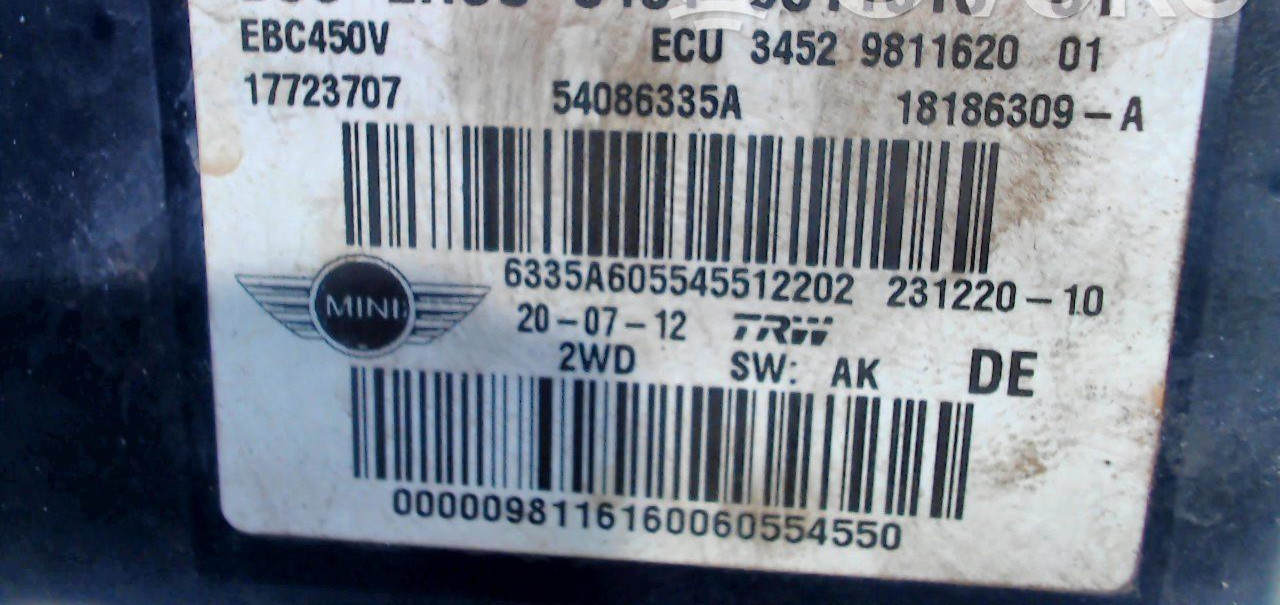 EBC450V ECU 3452 9811620 01
17723707 54086335A 18186309-A
6335A605545512202 231220-10
MINI
20-07-12 TRW
2WD SW: AK DE
0000098116160060554550